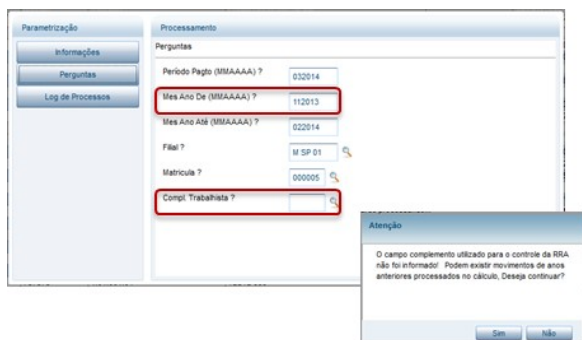 Parametrização
Informações
Perguntas
Log de Processos
Processamento
Perguntas
Período Pagto (MMAAAA) ?
032014
Mes Ano De (MMAAAA) ?
112013
Mes Ano Até (MMAAAA) ?
022014
Filial ?
M SP 01
Matricula ?
000005
Compl. Trabalhista ?
Atenção
O campo complemento utilizado para o controle da RRA
não foi informado! Podem existir movimentos de anos
anteriores processados no cálculo, Deseja continuar?
Sim
Não